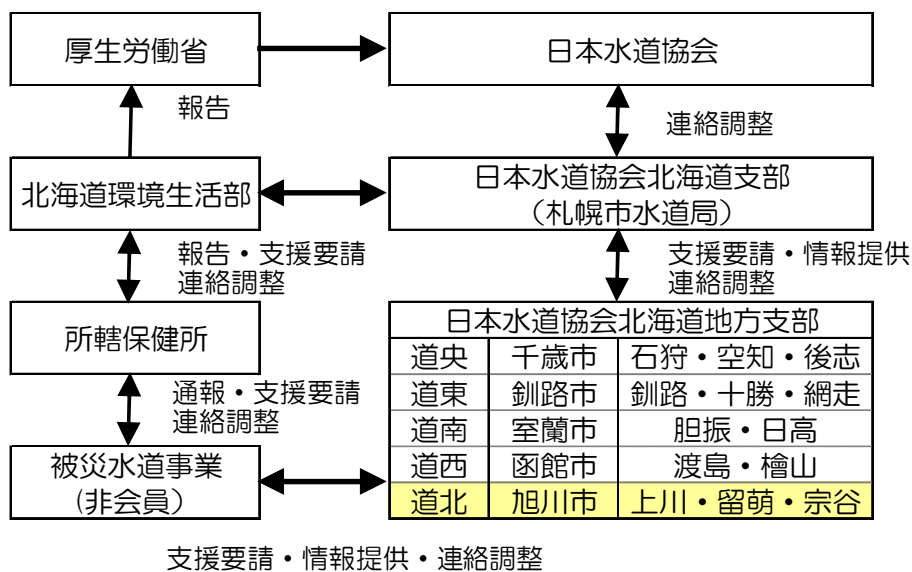 厚生労働省
日本水道協会
報告
連絡調整
北海道環境生活部
日本水道協会北海道支部
（札幌市水道局）
報告・支援要請
連絡調整
支援要請・情報提供
連絡調整
所轄保健所
日本水道協会北海道地方支部
道央 千歳市 石狩・空知・後志
道東 釧路市 釧路・十勝・網走
道南 室蘭市 胆振・日高
道西 函館市 渡島・檜山
道北 旭川市 上川・留萌・宗谷
通報・支援要請
連絡調整
被災水道事業
(非会員）
支援要請・情報提供・連絡調整